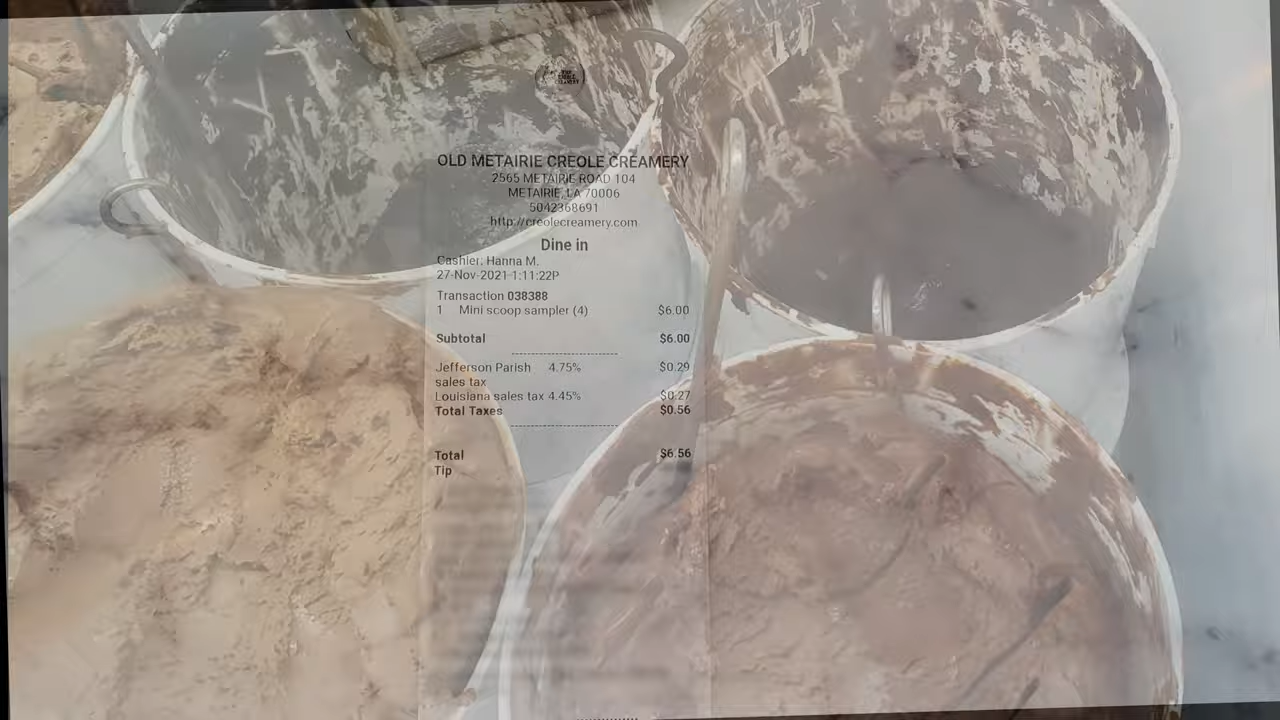 OLD METAIRIE CREOLE CREAMERY
2565 METAIRIE ROAD 104
METAIRIE, LA 70006
5042368691
http://creolecreamery.com
Dine in
Cashier: Hanna M.
27-Nov-2021 1:11:22P
Transaction 038388
1 Mini scoop sampler (4) $6.00
Subtotal $6.00
Jefferson Parish 4.75% $0.29
sales tax
Louisiana sales tax 4.45% $0.27
Total Taxes $0.56
Total $6.56
Tip